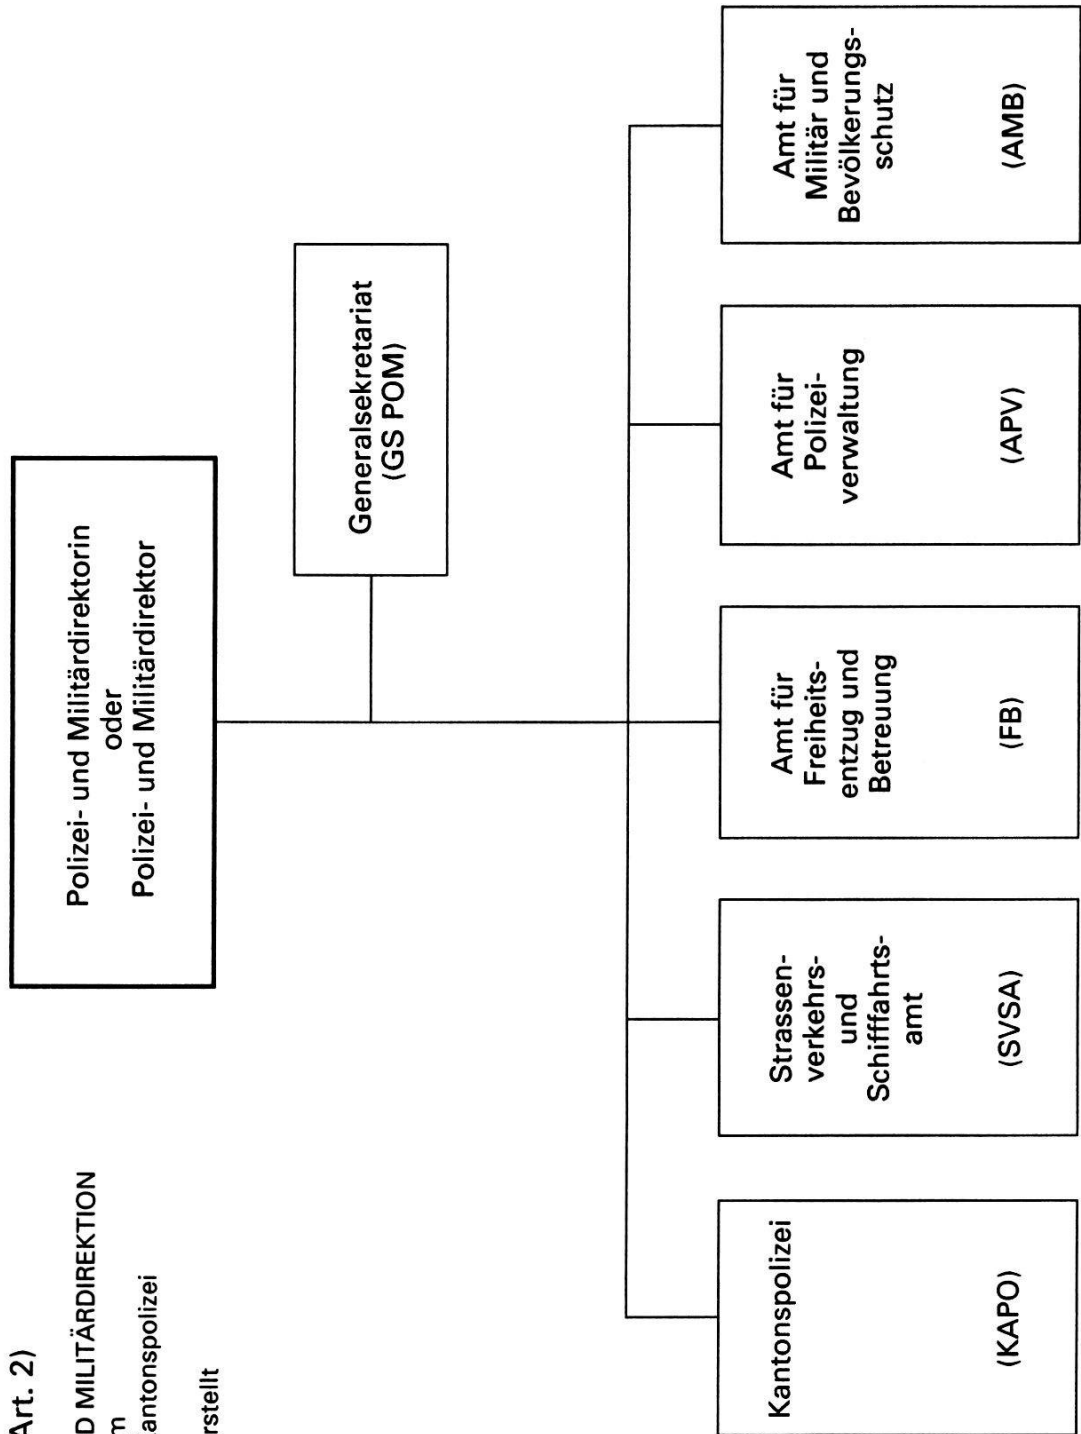 Art. 2)
D MILITÄRDIREKTION
m
antonspolizei
rstellt
Polizei- und Militärdirektorin
oder
Polizei- und Militärdirektor
Generalsekretariat
(GS POM)
Kantonspolizei
(KAPO)
Strassen-
verkehrs-
und
Schifffahrts-
amt
(SVSA)
Amt für
Freiheits-
entzug und
Betreuung
(FB)
Amt für
Polizei-
verwaltung
(APV)
Amt für
Militär und
Bevölkerungs-
schutz
(AMB)